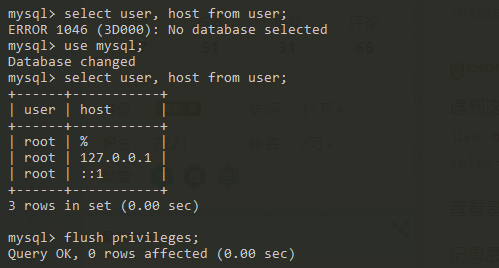 mysql> select user, host from user;
ERROR 1046 (3D000): No database selected
mysql> use mysql;
Database changed
mysql> select user, host from user;
+------+-----------+
| user | host      |
+------+-----------+
| root | %         |
| root | 127.0.0.1 |
| root | ::1       |
+------+-----------+
3 rows in set (0.00 sec)
mysql> flush privileges;
Query OK, 0 rows affected (0.00 sec)